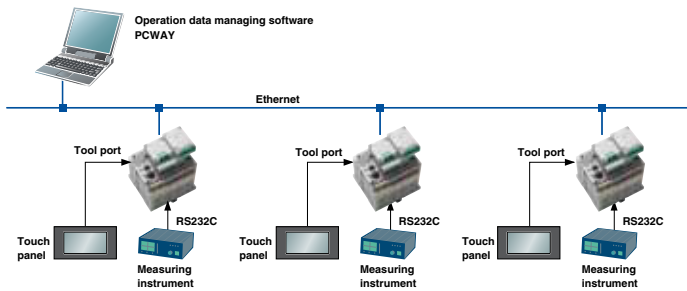 Operation data managing software
PCWAY
Ethernet
Tool port
RS232C
Touch
panel
Measuring
instrument
Tool port
RS232C
Touch
panel
Measuring
instrument
Tool port
RS232C
Touch
panel
Measuring
instrument